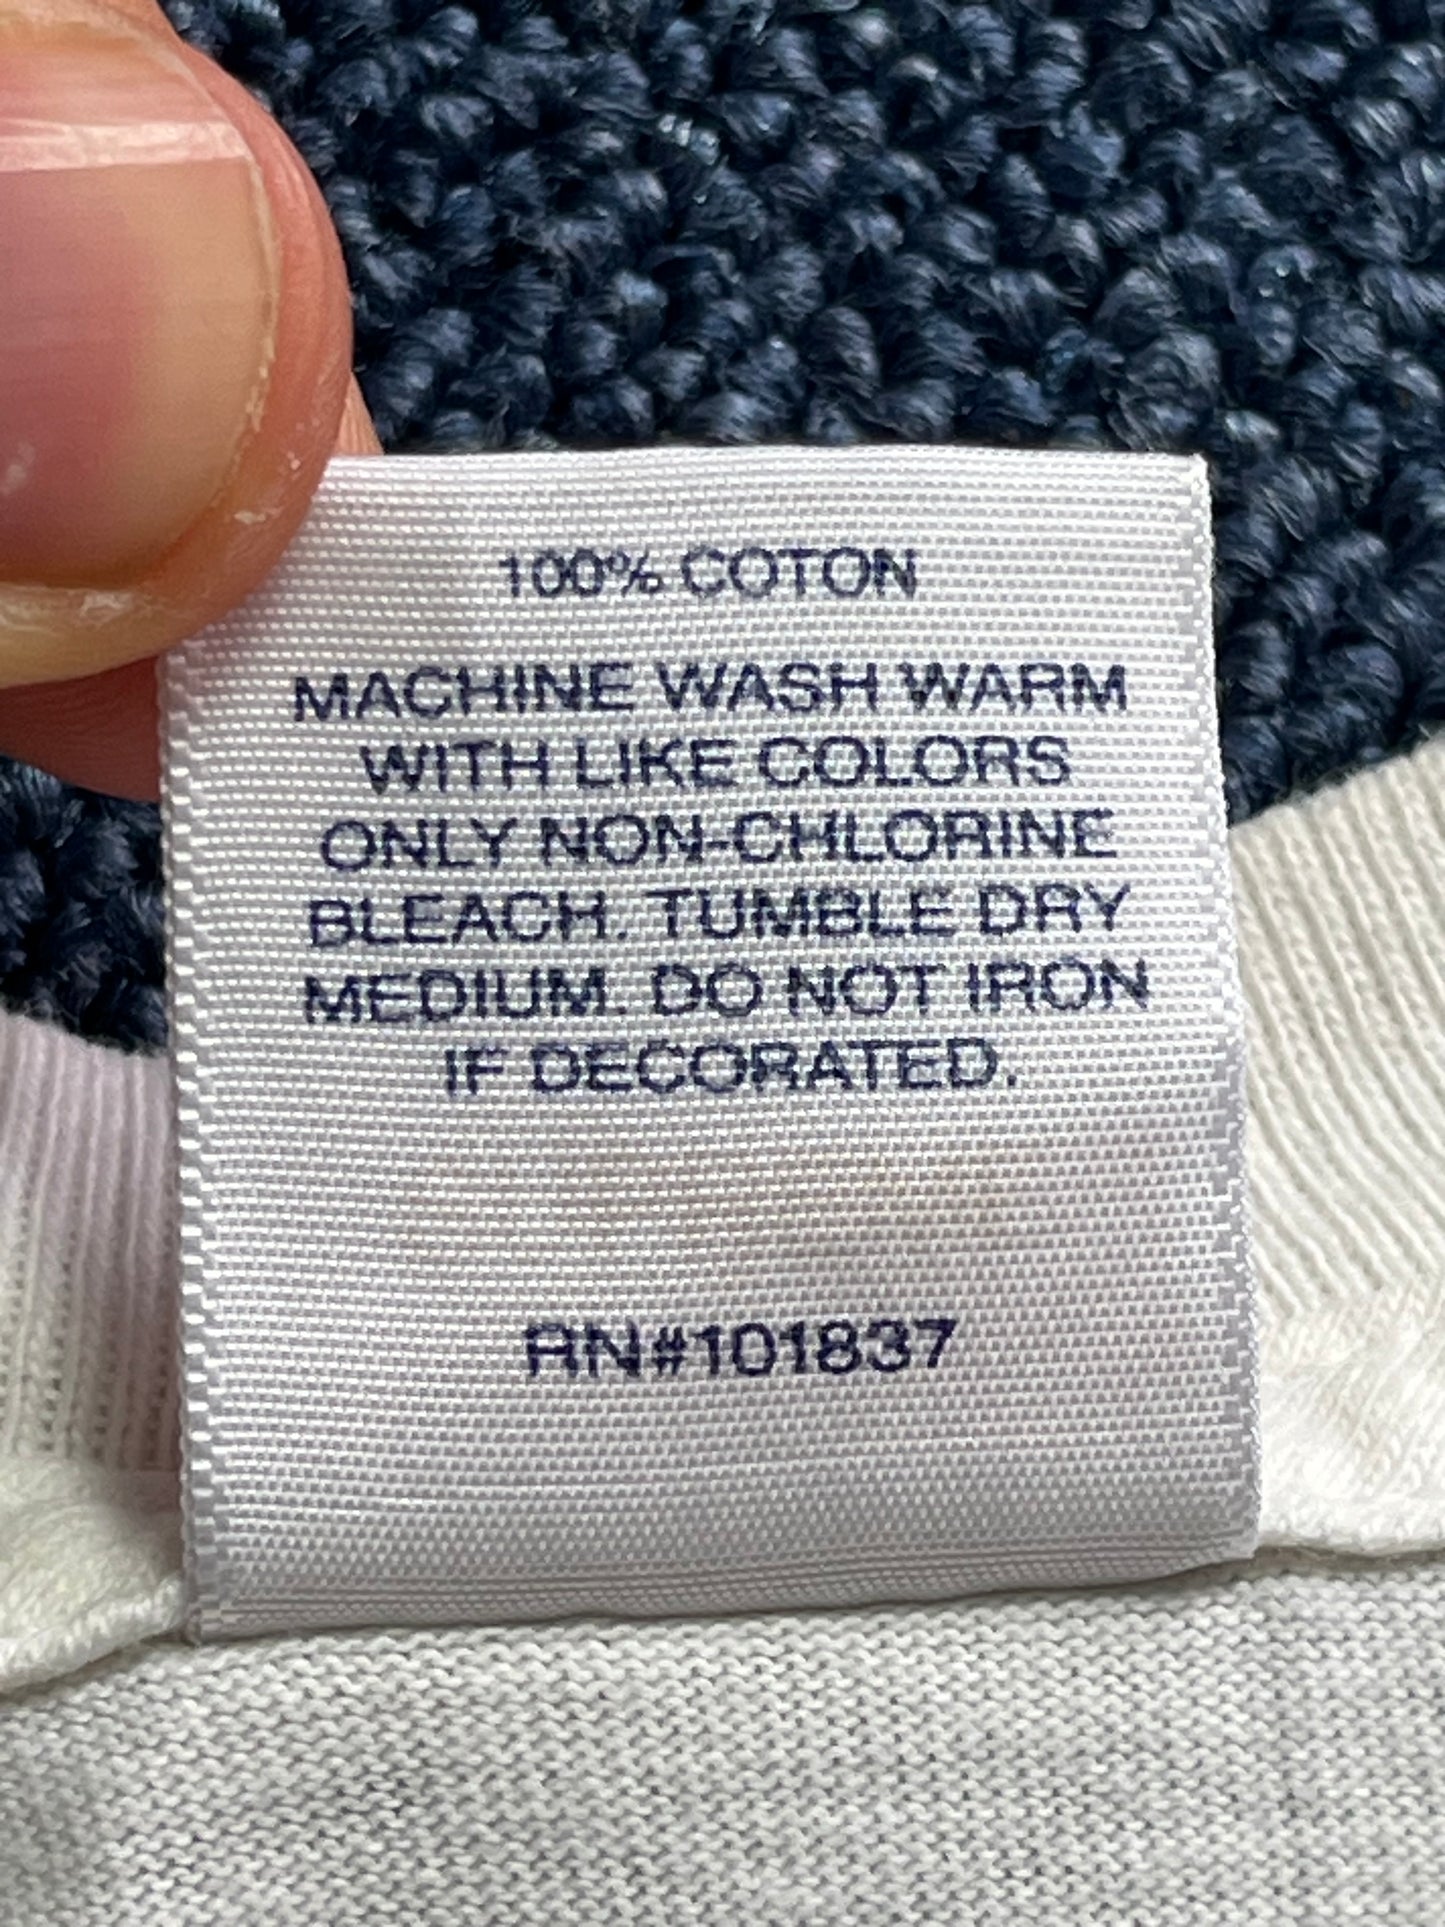 100% COTON
MACHINE WASH WARM
WITH LIKE COLORS
ONLY NON-CHLORINE
BLEACH. TUMBLE DRY
MEDIUM. DO NOT IRON
IF DECORATED.
RN#101837